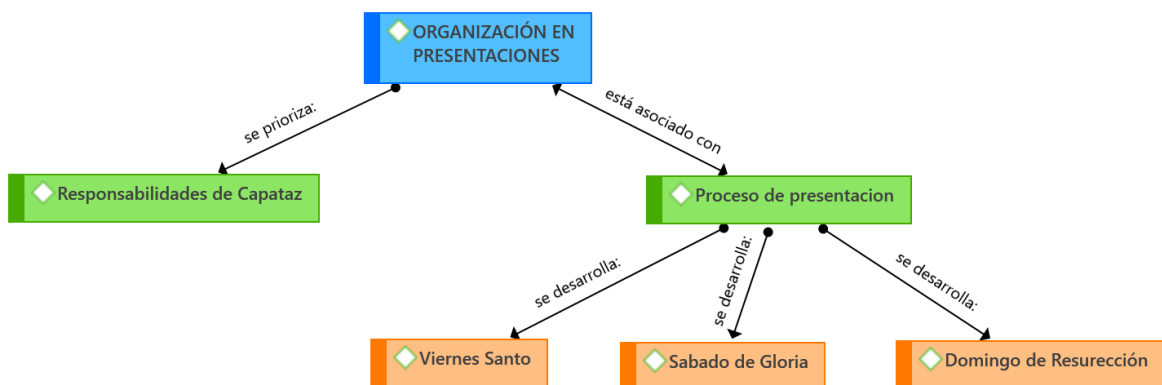 ORGANIZACIÓN EN
PRESENTACIONES
se prioriza:
está asociado con
Responsabilidades de Capataz
Proceso de presentacion
se desarrolla:
se desarrolla:
se desarrolla:
Viernes Santo
Sabado de Gloria
Domingo de Resurección